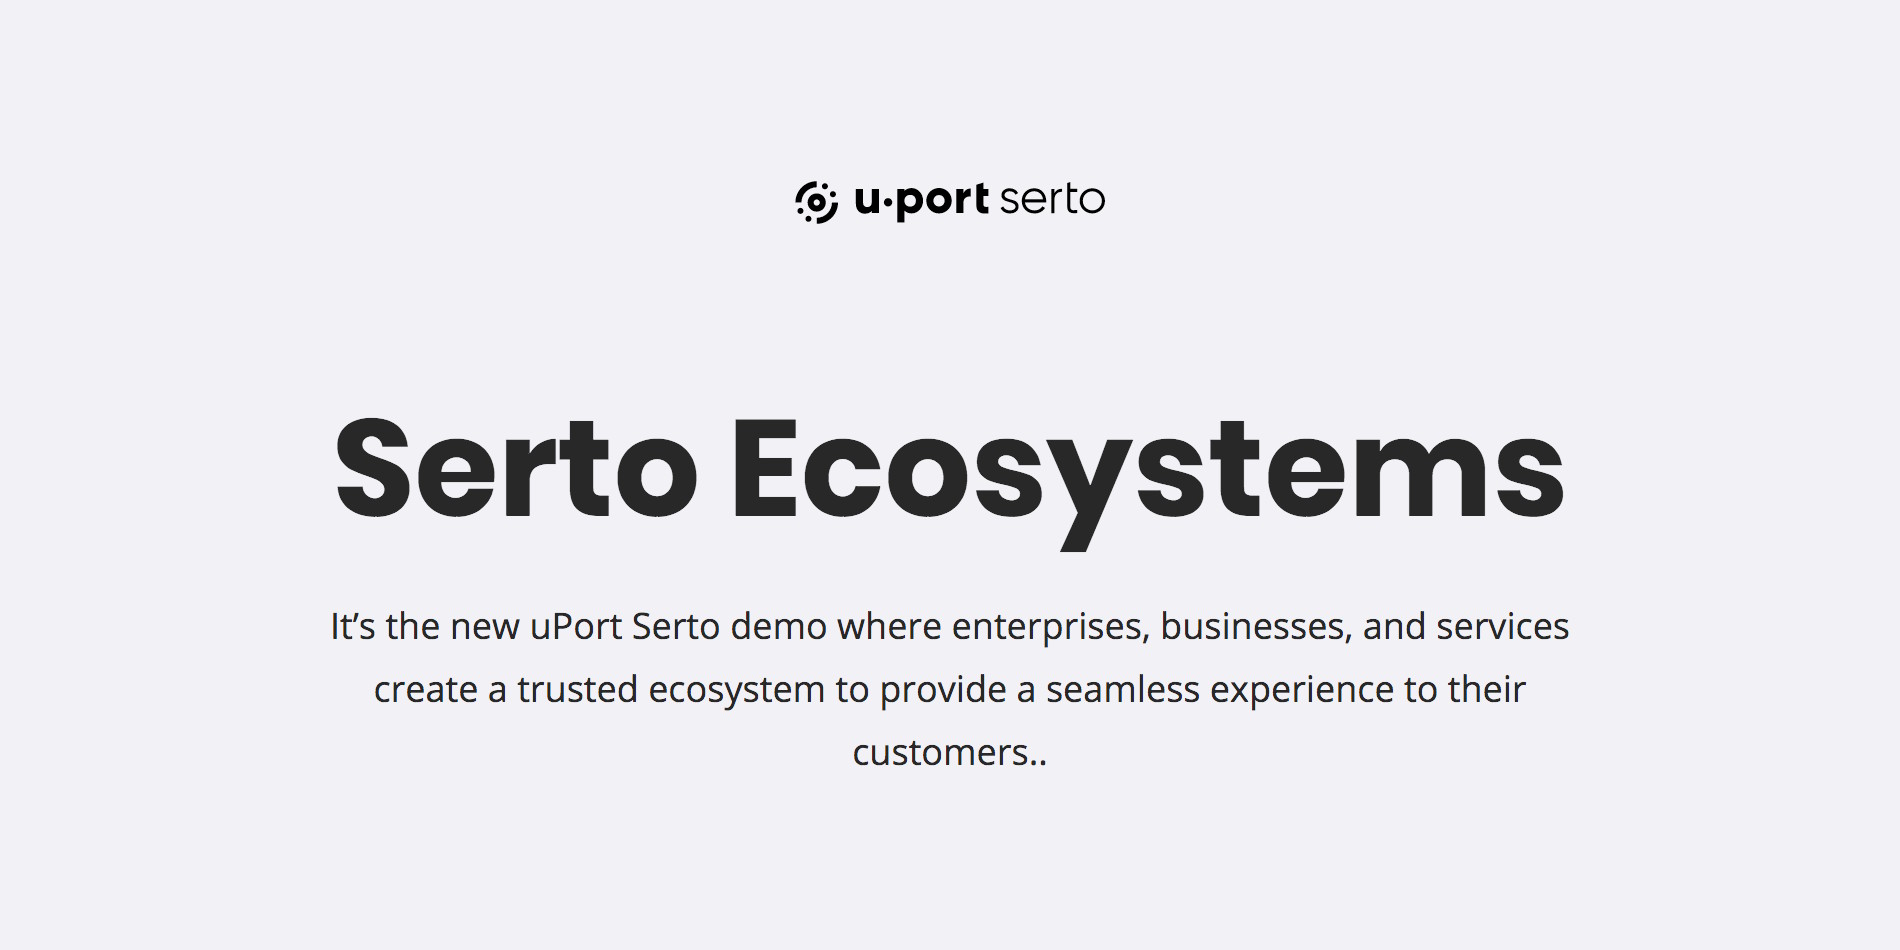 u·port serto
Serto Ecosystems
It’s the new uPort Serto demo where enterprises, businesses, and services
create a trusted ecosystem to provide a seamless experience to their
customers..